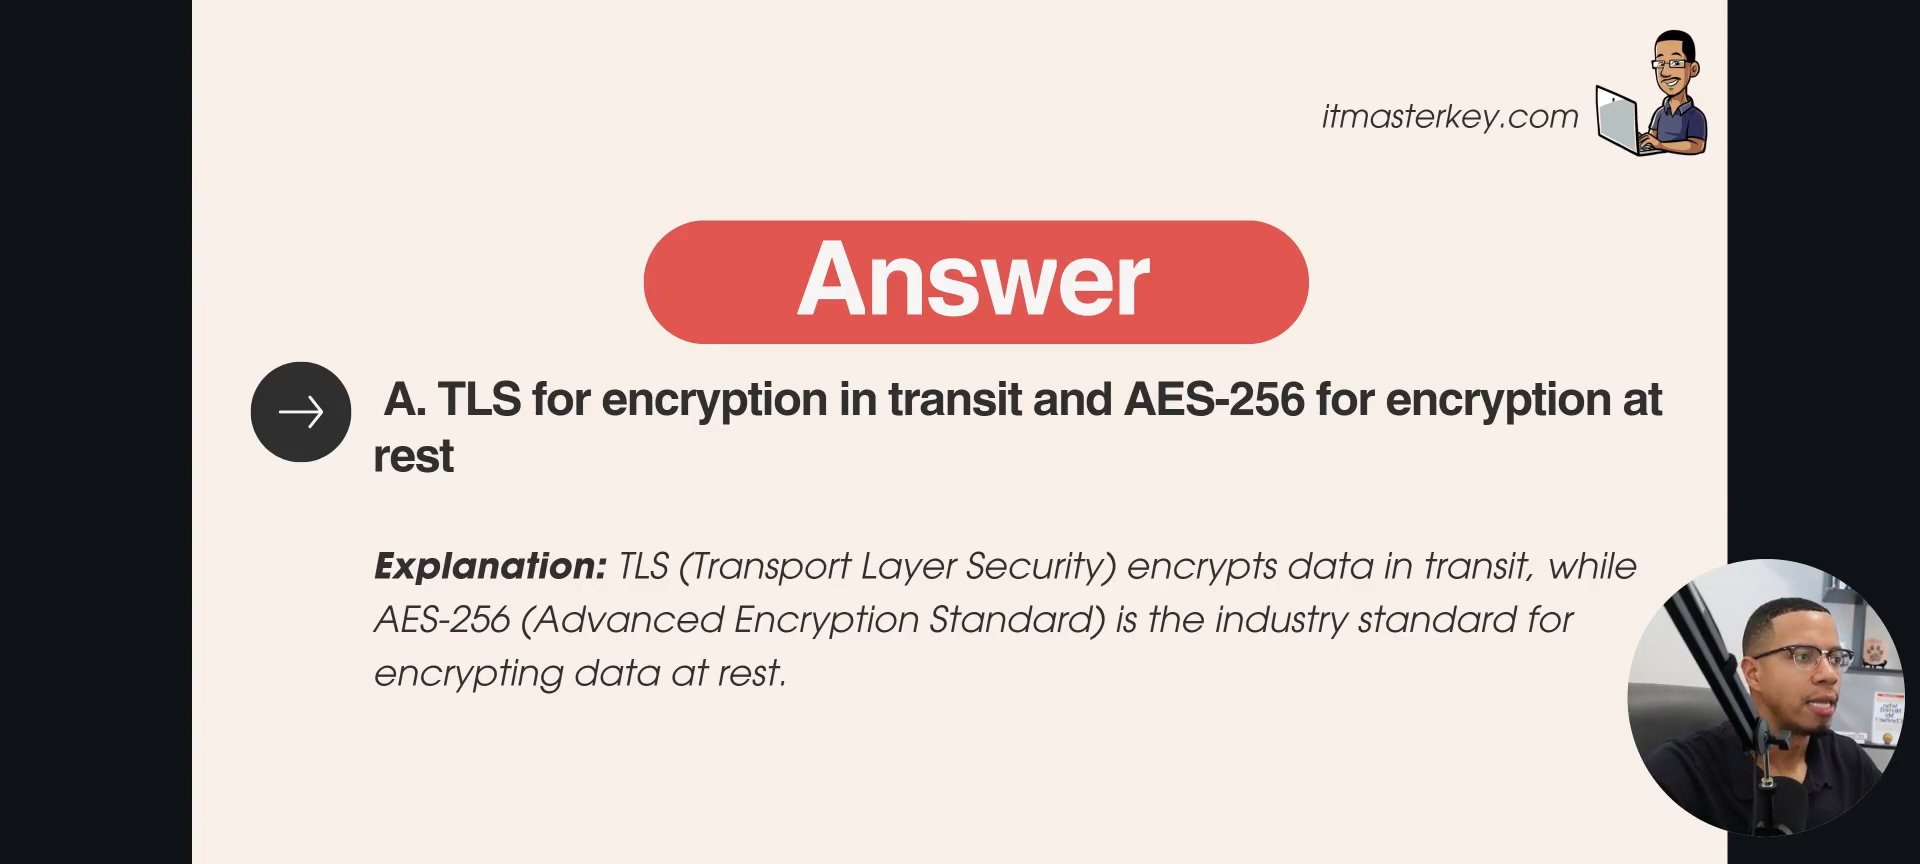 itmasterkey.com
Answer
A. TLS for encryption in transit and AES-256 for encryption at
rest
Explanation: TLS (Transport Layer Security) encrypts data in transit, while
AES-256 (Advanced Encryption Standard) is the industry standard for
encrypting data at rest.